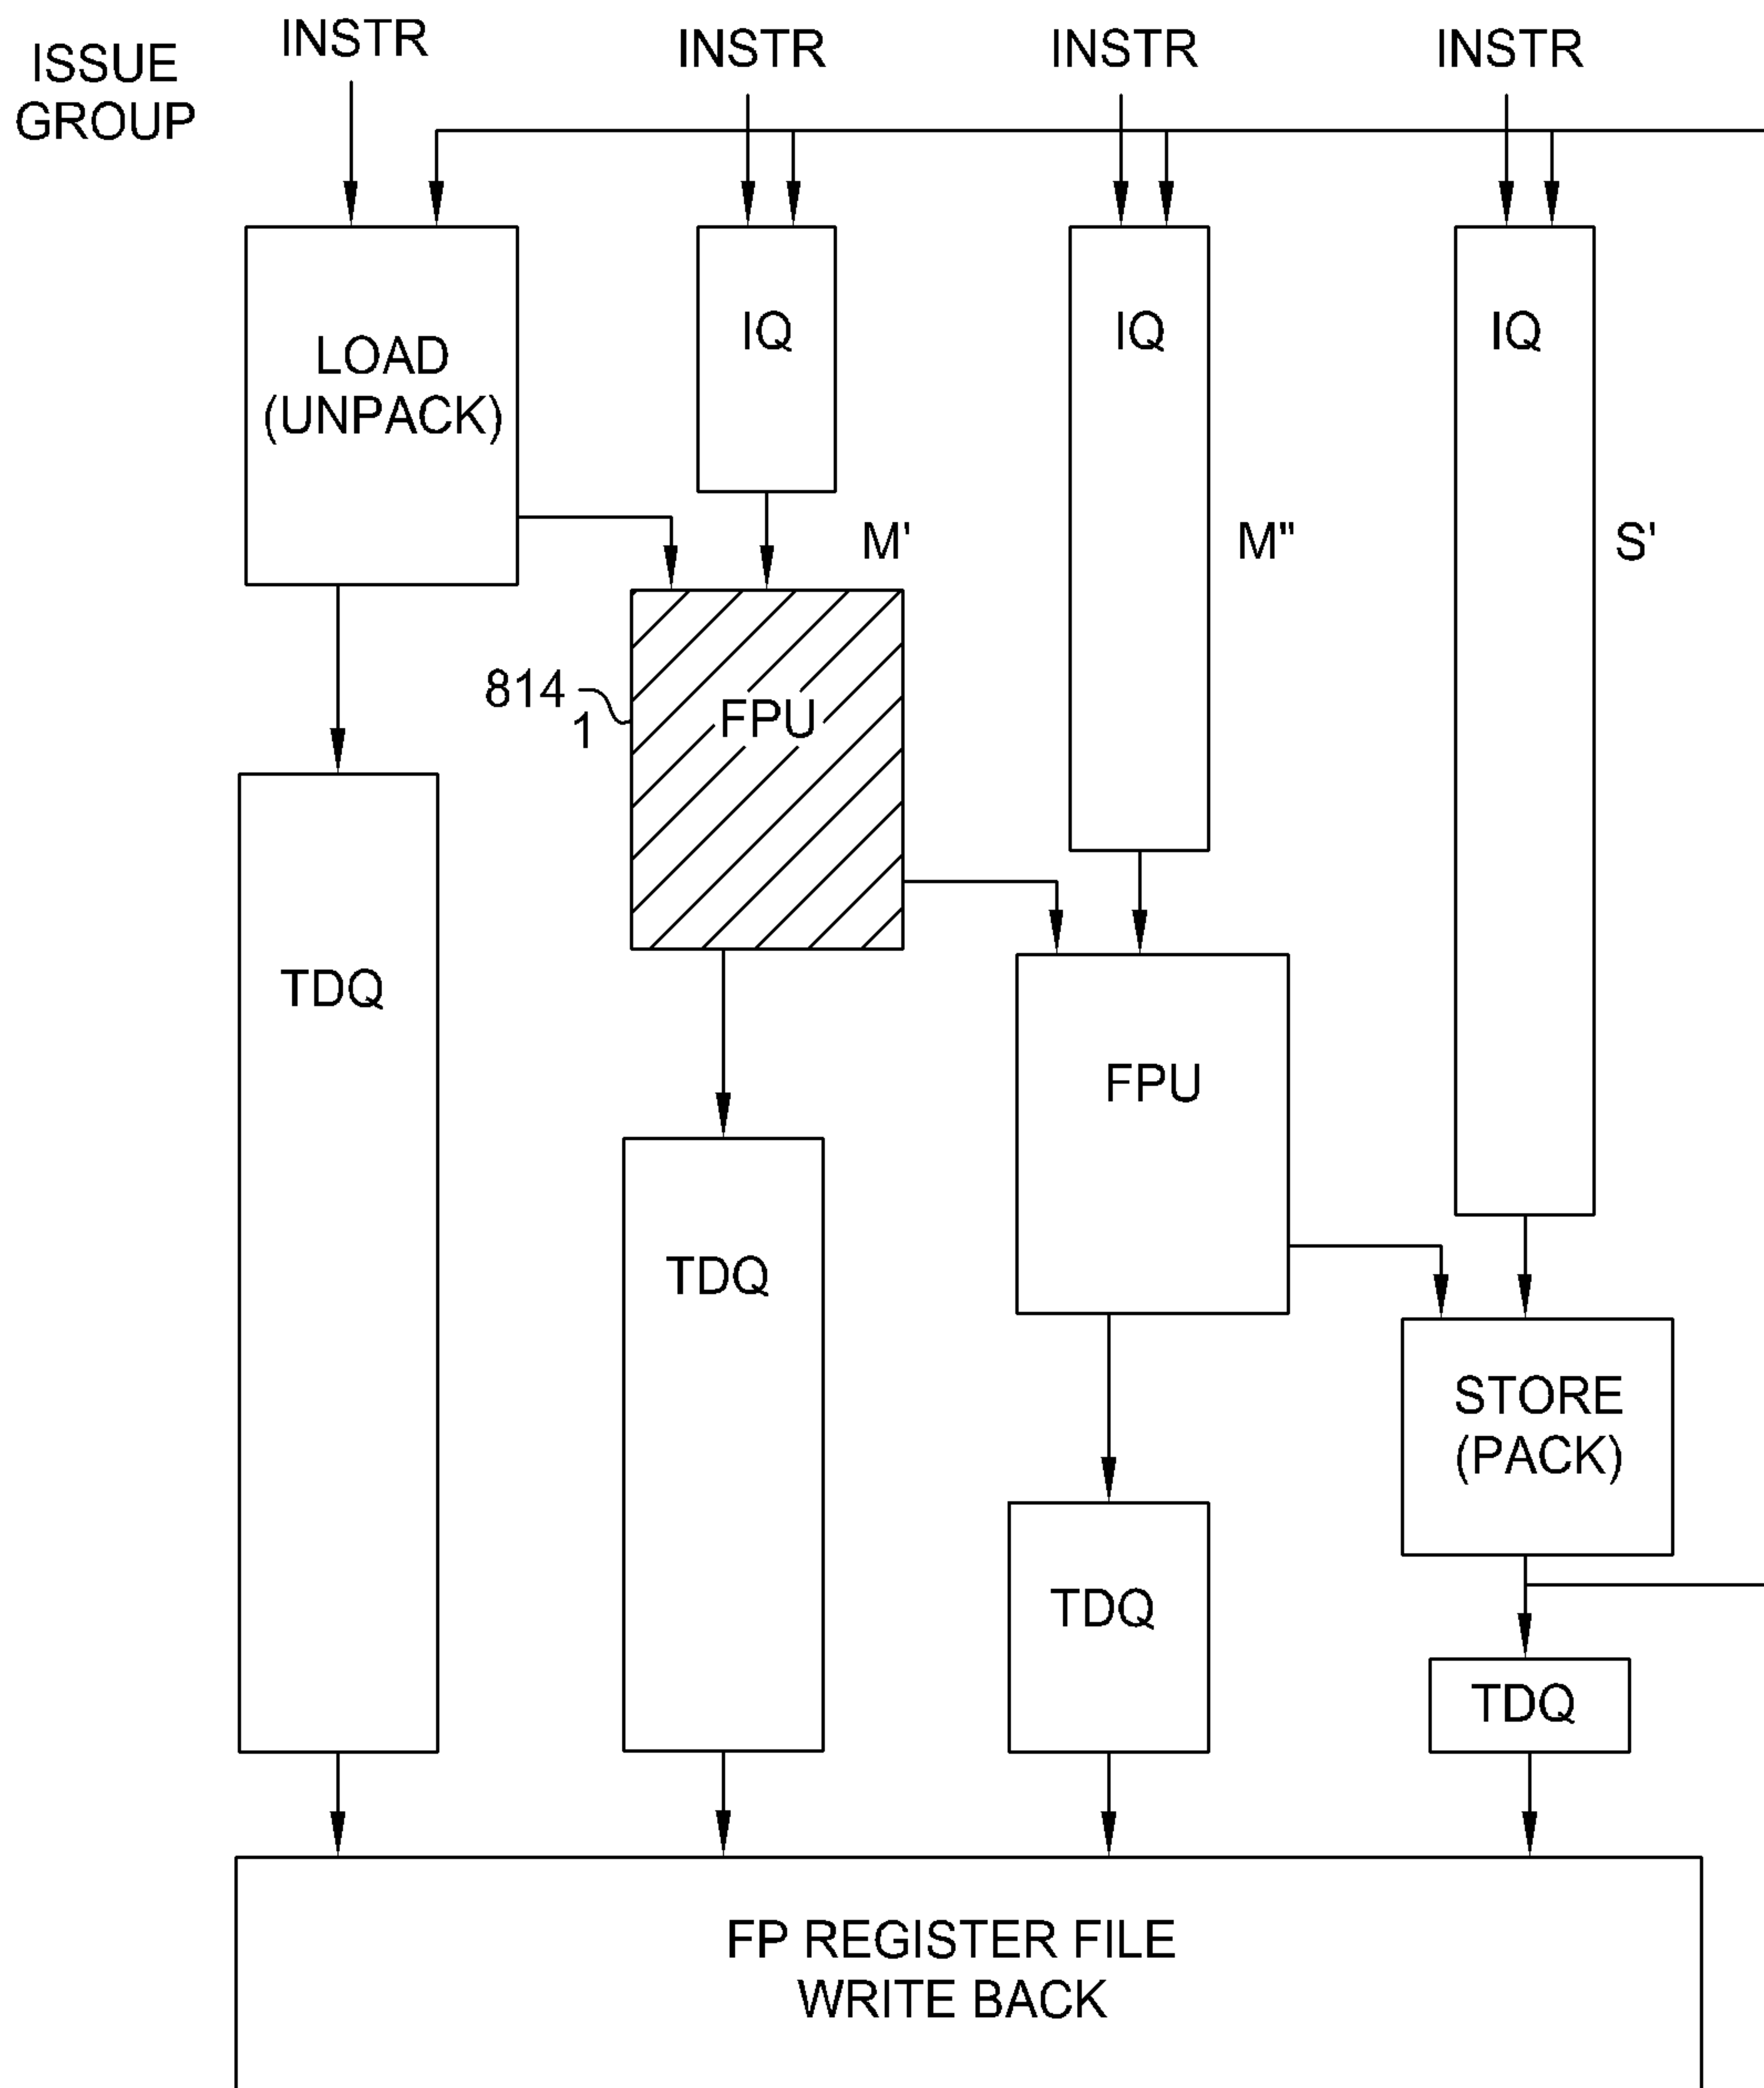 ISSUE
GROUP
INSTR
INSTR
INSTR
INSTR
LOAD
(UNPACK)
IQ
IQ
IQ
M'
M"
S'
814
1
FPU
TDQ
FPU
TDQ
STORE
(PACK)
TDQ
TDQ
FP REGISTER FILE
WRITE BACK